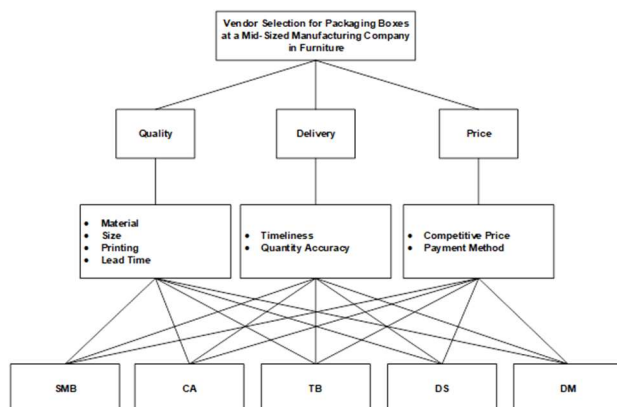 Vendor Selection for Packaging Boxes
at a Mid-Sized Manufacturing Company
in Furniture
Quality
Delivery
Price
• Material
• Size
• Printing
• Lead Time
• Timeliness
• Quantity Accuracy
• Competitive Price
• Payment Method
SMB
CA
TB
DS
DM